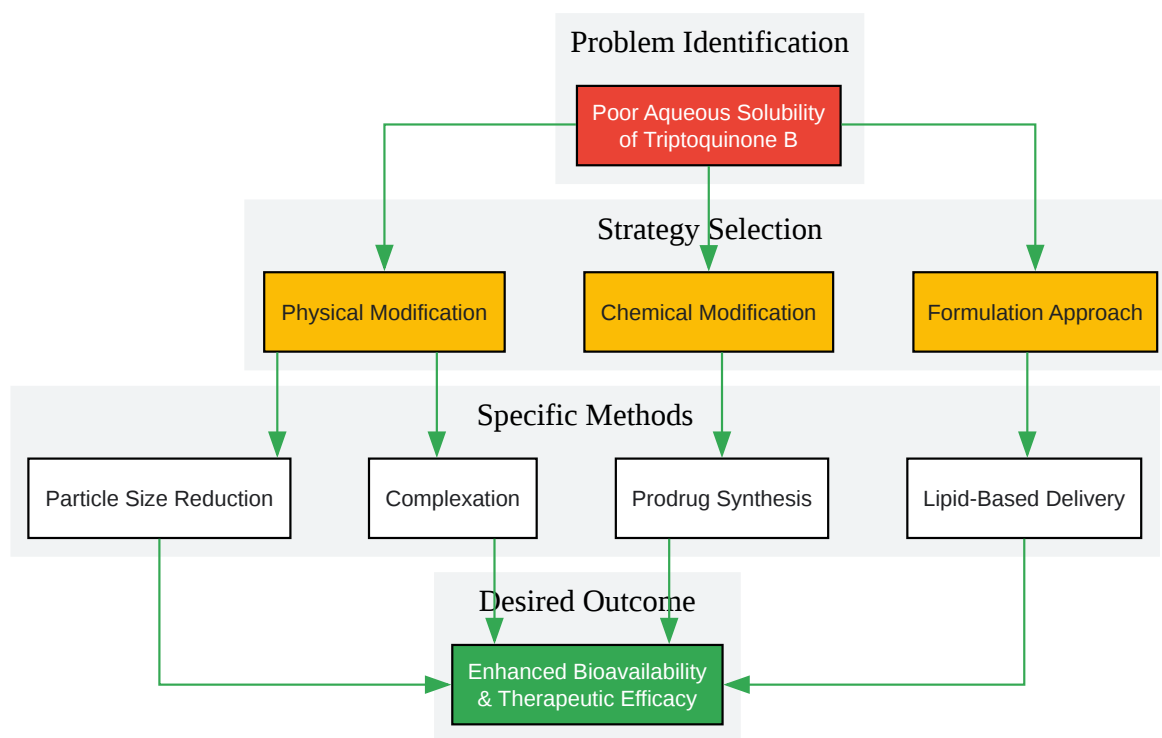 Problem Identification
Poor Aqueous Solubility
of Triptoquinone B
Strategy Selection
Physical Modification
Chemical Modification
Formulation Approach
Specific Methods
Particle Size Reduction
Complexation
Prodrug Synthesis
Lipid-Based Delivery
Desired Outcome
Enhanced Bioavailability
& Therapeutic Efficacy